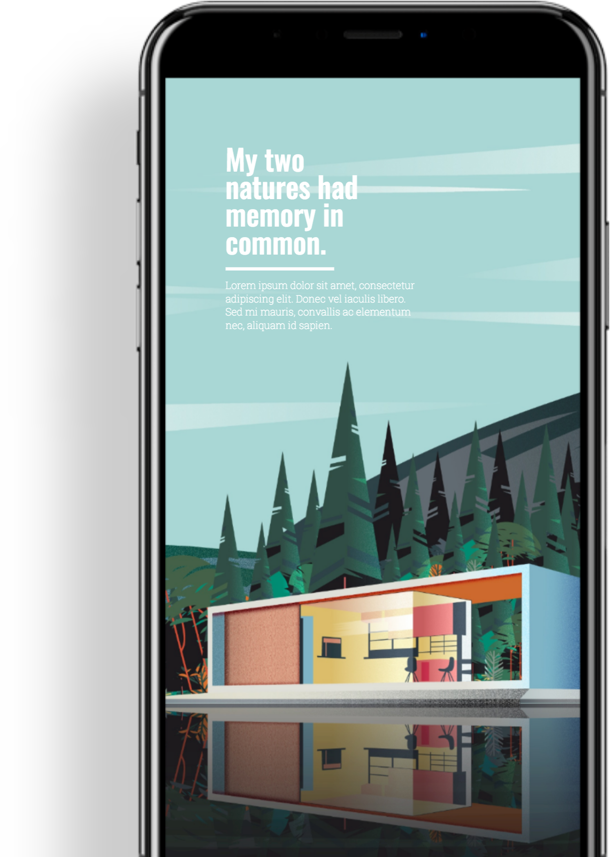 My two
natures had
memory in
common.
Lorem ipsum dolor sit amet, consectetur
adipiscing elit. Donec vel iaculis libero.
Sed mi mauris, convallis ac elementum
nec, aliquam id sapien.